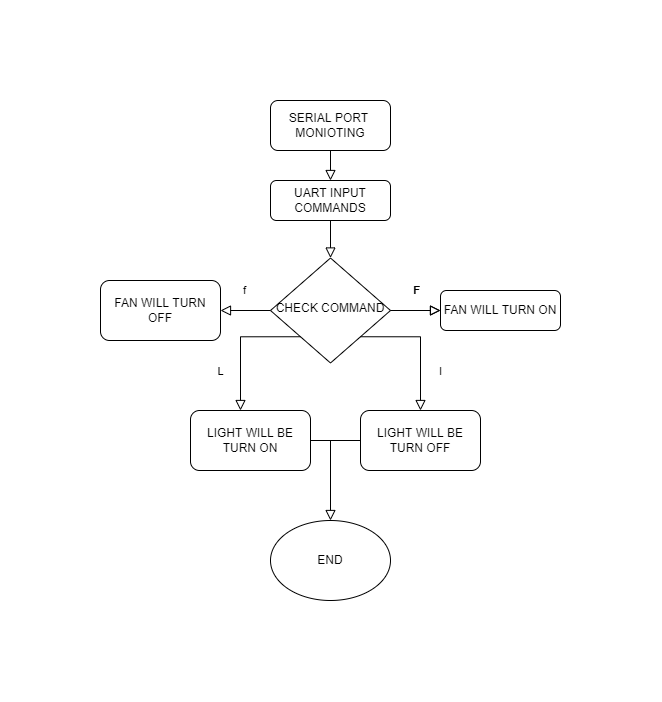 SERIAL PORT
MONIOTING
UART INPUT
COMMANDS
f
F
FAN WILL TURN
OFF
CHECK COMMAND
FAN WILL TURN ON
L
l
LIGHT WILL BE
TURN ON
LIGHT WILL BE
TURN OFF
END